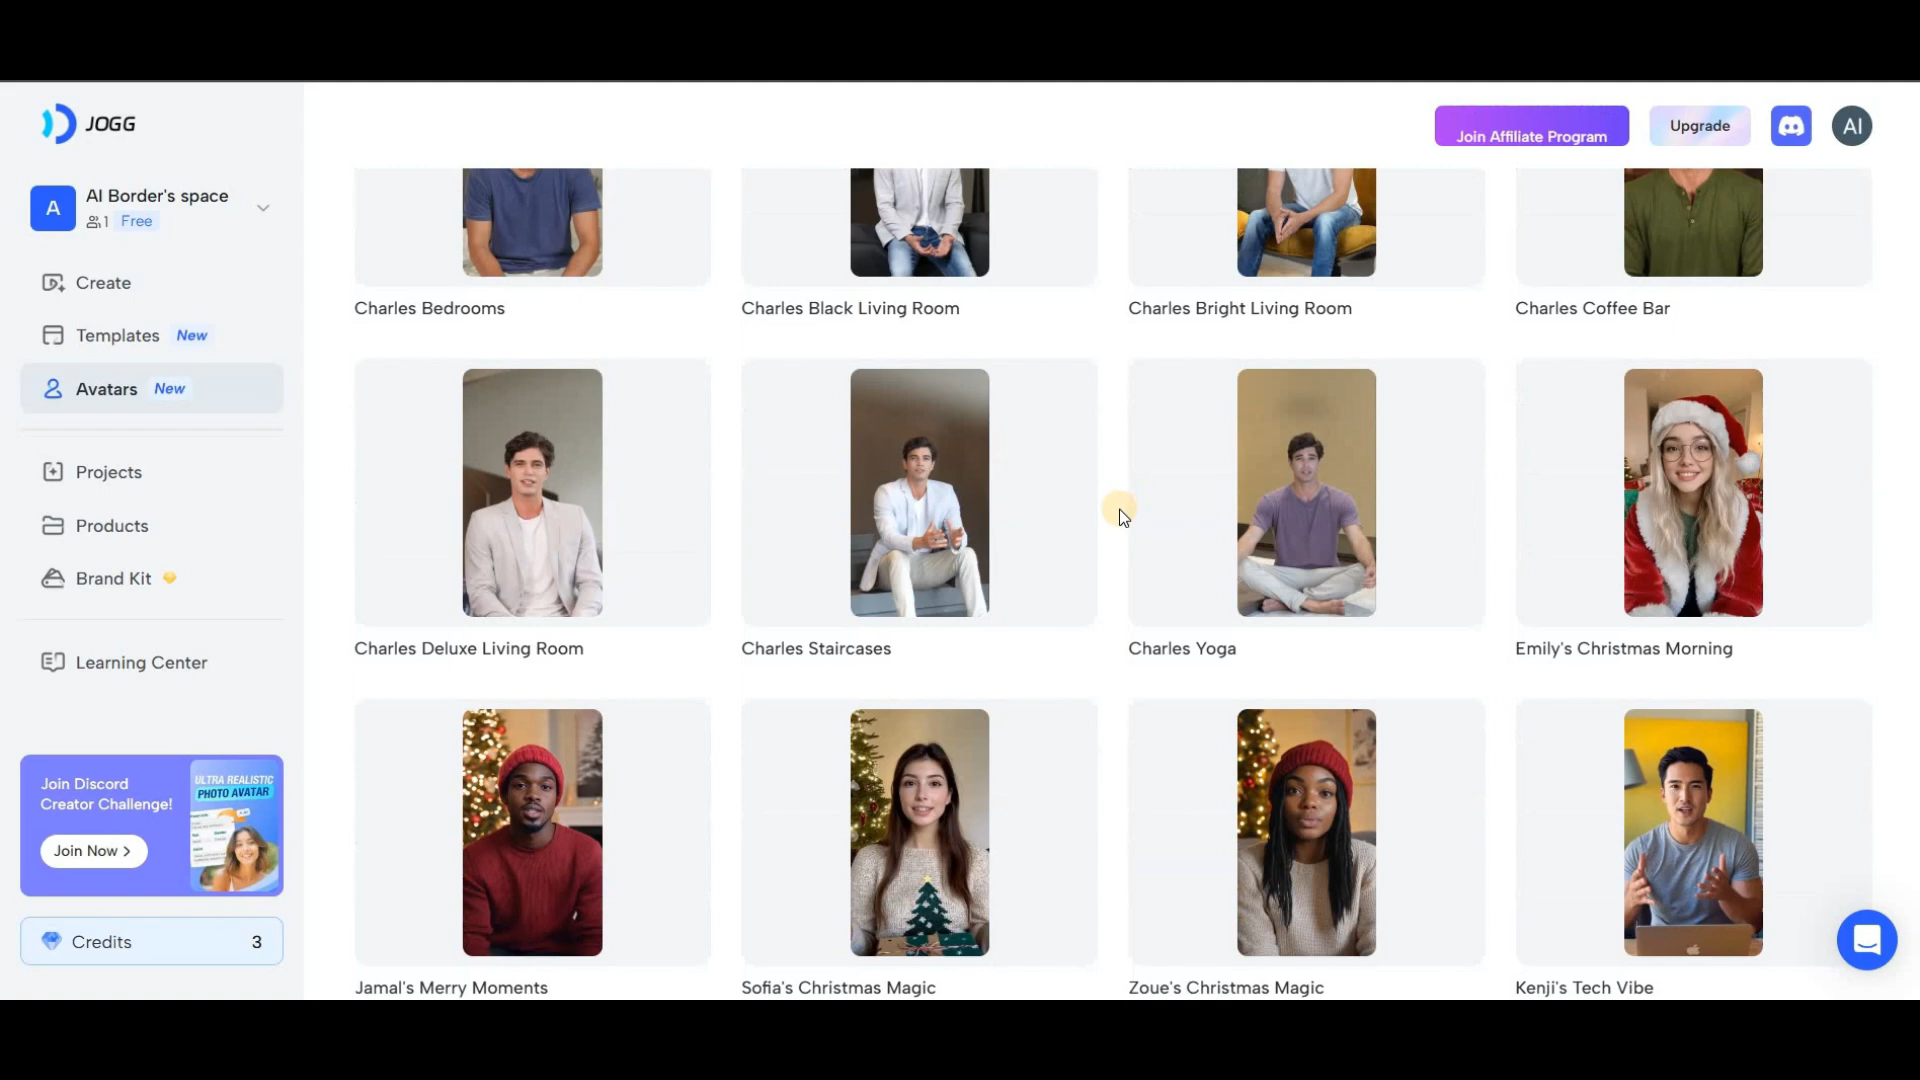 JOGG
Join Affiliate Program
Upgrade
AI
A
AI Border's space
1 Free
Create
Templates New
Avatars New
Projects
Products
Brand Kit
Learning Center
Join Discord
Creator Challenge!
Join Now >
ULTRA REALISTIC
PHOTO AVATAR
Credits 3
Charles Bedrooms
Charles Black Living Room
Charles Bright Living Room
Charles Coffee Bar
Charles Deluxe Living Room
Charles Staircases
Charles Yoga
Emily's Christmas Morning
Jamal's Merry Moments
Sofia's Christmas Magic
Zoue's Christmas Magic
Kenji's Tech Vibe